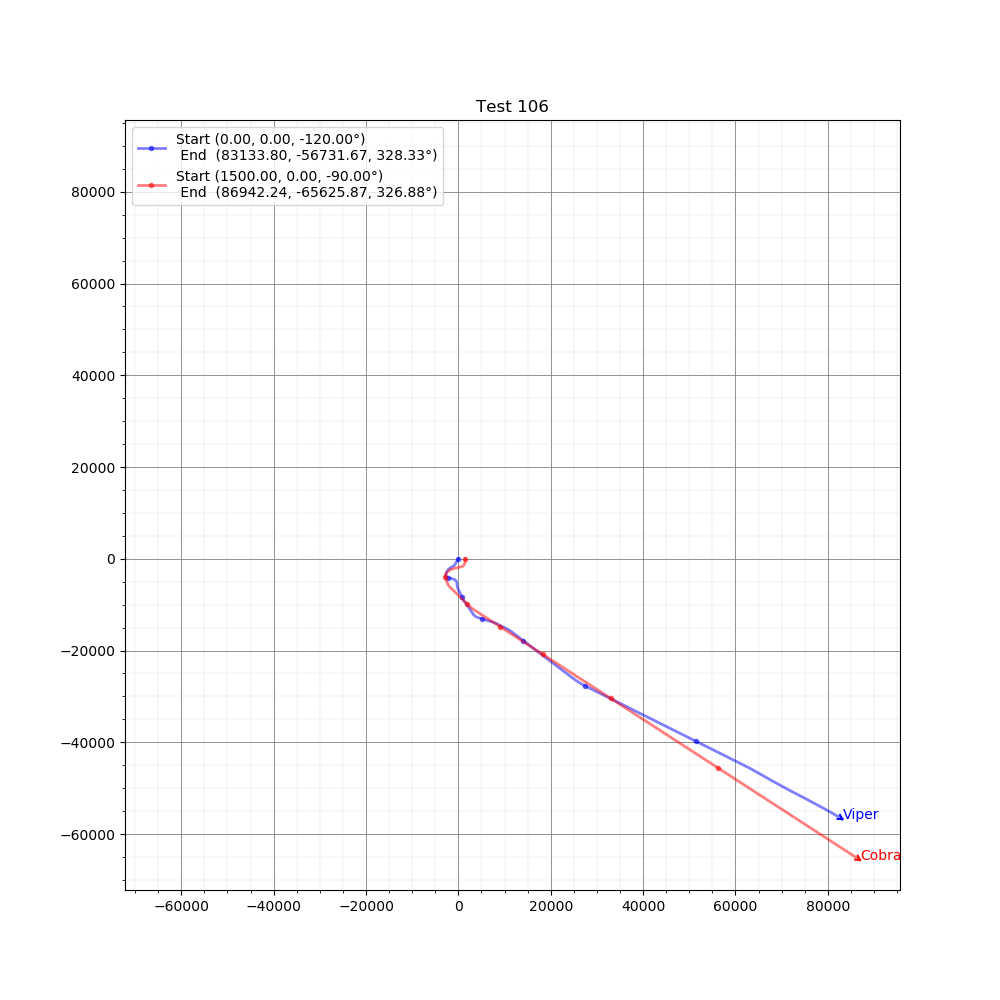 Test 106
Start (0.00, 0.00, -120.00°)
End (83133.80, -56731.67, 328.33°)
Start (1500.00, 0.00, -90.00°)
End (86942.24, -65625.87, 326.88°)
80000
60000
40000
20000
0
−20000
−40000
−60000
Viper
Cobra
−60000 −40000 −20000 0 20000 40000 60000 80000